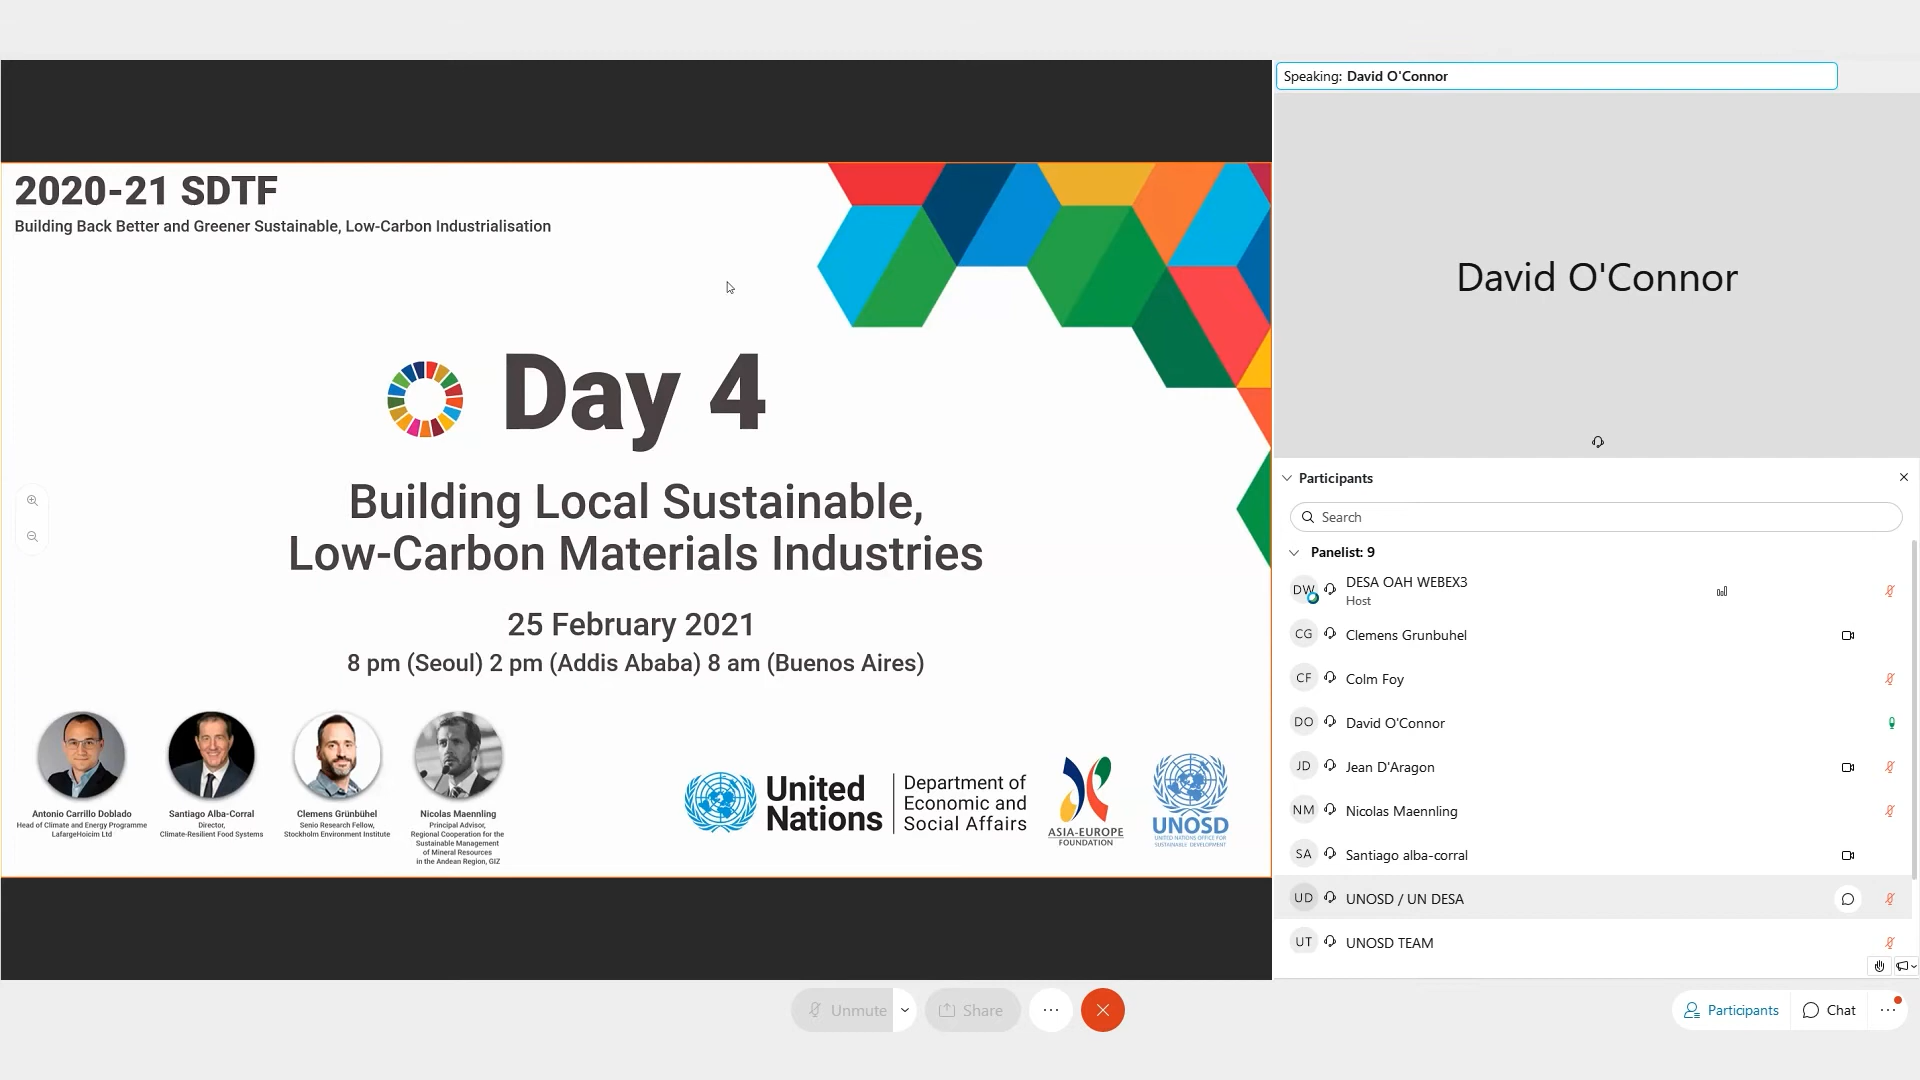 2020-21 SDTF
Building Back Better and Greener Sustainable, Low-Carbon Industrialisation
Day 4
Building Local Sustainable,
Low-Carbon Materials Industries
25 February 2021
8 pm (Seoul) 2 pm (Addis Ababa) 8 am (Buenos Aires)
Antonio Carrillo Doblado
Head of Climate and Energy Programme
LafargeHolcim Ltd
Santiago Alba-Corral
Director,
Climate-Resilient Food Systems
Clemens Grünbühel
Senio Research Fellow,
Stockholm Environment Institute
Nicolas Maennling
Principal Advisor,
Regional Cooperation for the
Sustainable Management
of Mineral Resources
in the Andean Region, GIZ
United
Nations
Department of
Economic and
Social Affairs
ASIA-EUROPE
FOUNDATION
UNOSD
UNITED NATIONS OFFICE FOR
SUSTAINABLE DEVELOPMENT
Speaking: David O'Connor
David O'Connor
Participants
Search
Panelist: 9
DW DESA OAH WEBEX3
Host
CG Clemens Grunbuhel
CF Colm Foy
DO David O'Connor
JD Jean D'Aragon
NM Nicolas Maennling
SA Santiago alba-corral
UD UNOSD / UN DESA
UT UNOSD TEAM
Unmute
Share
Participants
Chat